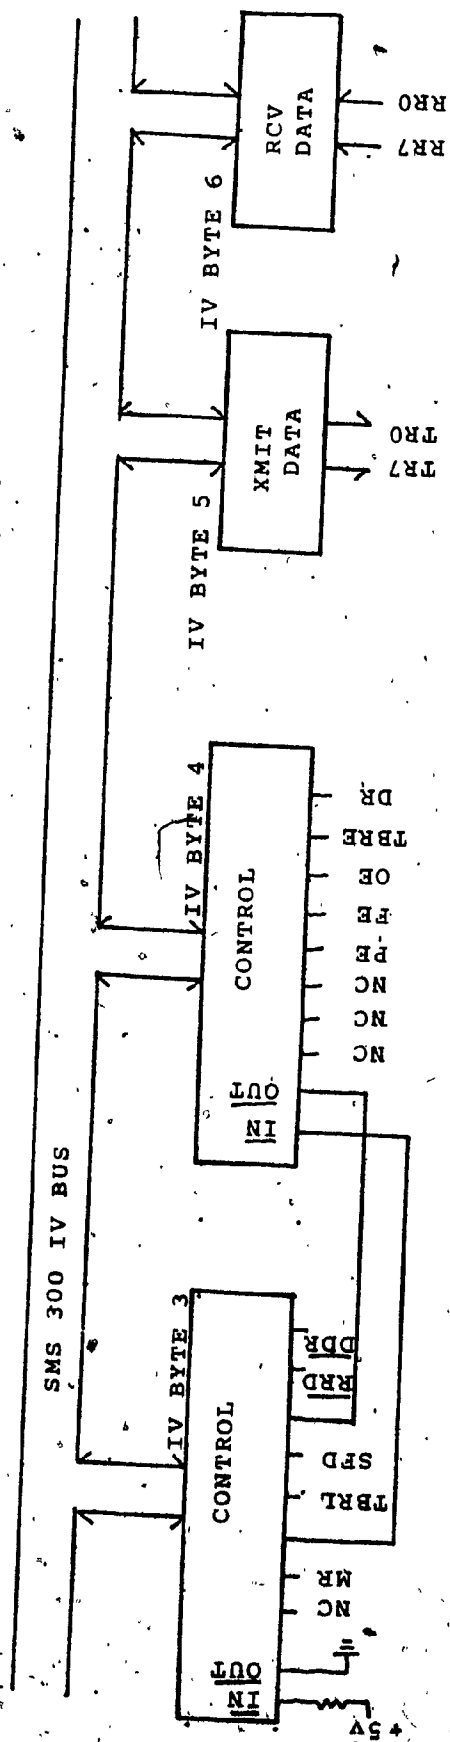 SMS 300 IV BUS
IV BYTE 3
CONTROL
IN
OUT
+5V
NC
MR
TBRL
SFD
RRD
DDR
IV BYTE 4
CONTROL
IN
OUT
NC
NC
NC
PE
FE
OE
TBRE
DR
IV BYTE 5
XMIT
DATA
TR7
TR0
IV BYTE 6
RCV
DATA
RR7
RR0